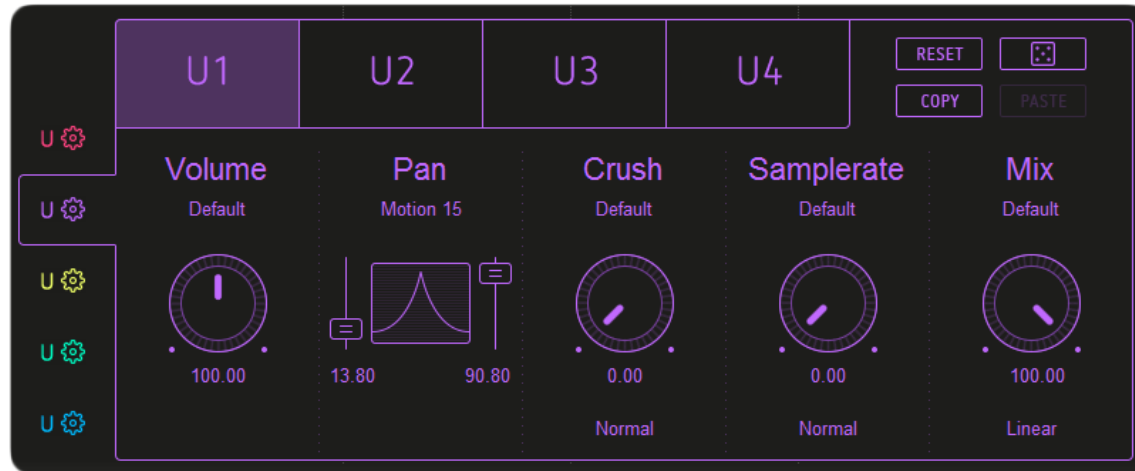 U1 U2 U3 U4
RESET
COPY PASTE
U
U
U
U
U
Volume Pan Crush Samplerate Mix
Default Motion 15 Default Default Default
100.00 13.80 90.80 0.00 0.00 100.00
Normal Normal Linear